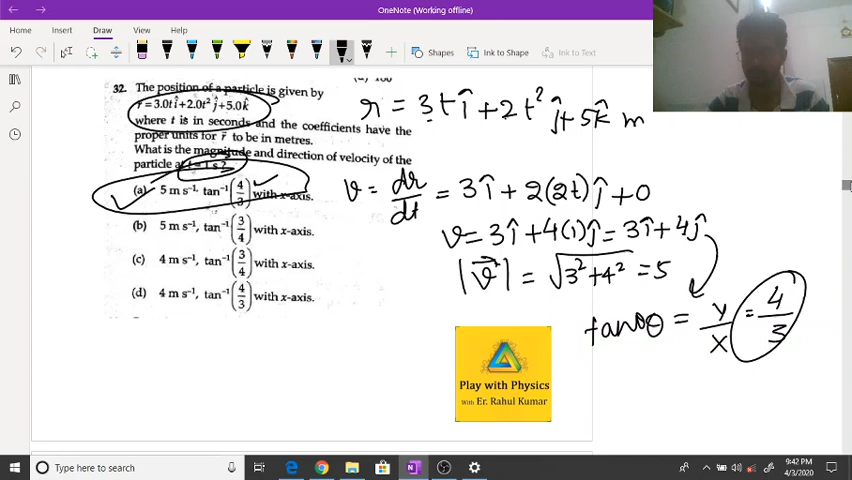 OneNote (Working offline)
Home Insert Draw View Help
Shapes Ink to Shape Ink to Text
32. The position of a particle is given by
r⃗ = 3.0t î + 2.0t² ĵ + 5.0 k̂
where t is in seconds and the coefficients have the
proper units for r⃗ to be in metres.
What is the magnitude and direction of velocity of the
particle at t = 1 s?
(a) 5 m s⁻¹, tan⁻¹(4/3) with x-axis.
(b) 5 m s⁻¹, tan⁻¹(3/4) with x-axis.
(c) 4 m s⁻¹, tan⁻¹(3/4) with x-axis.
(d) 4 m s⁻¹, tan⁻¹(4/3) with x-axis.
r = 3t î + 2t² ĵ + 5k̂ m
v = dr/dt = 3î + 2(2t)ĵ + 0
v = 3î + 4(1)ĵ = 3î + 4ĵ
|v⃗| = √3²+4² = 5
tanθ = y/x = 4/3
Play with Physics
With Er. Rahul Kumar
Type here to search
9:42 PM
4/3/2020